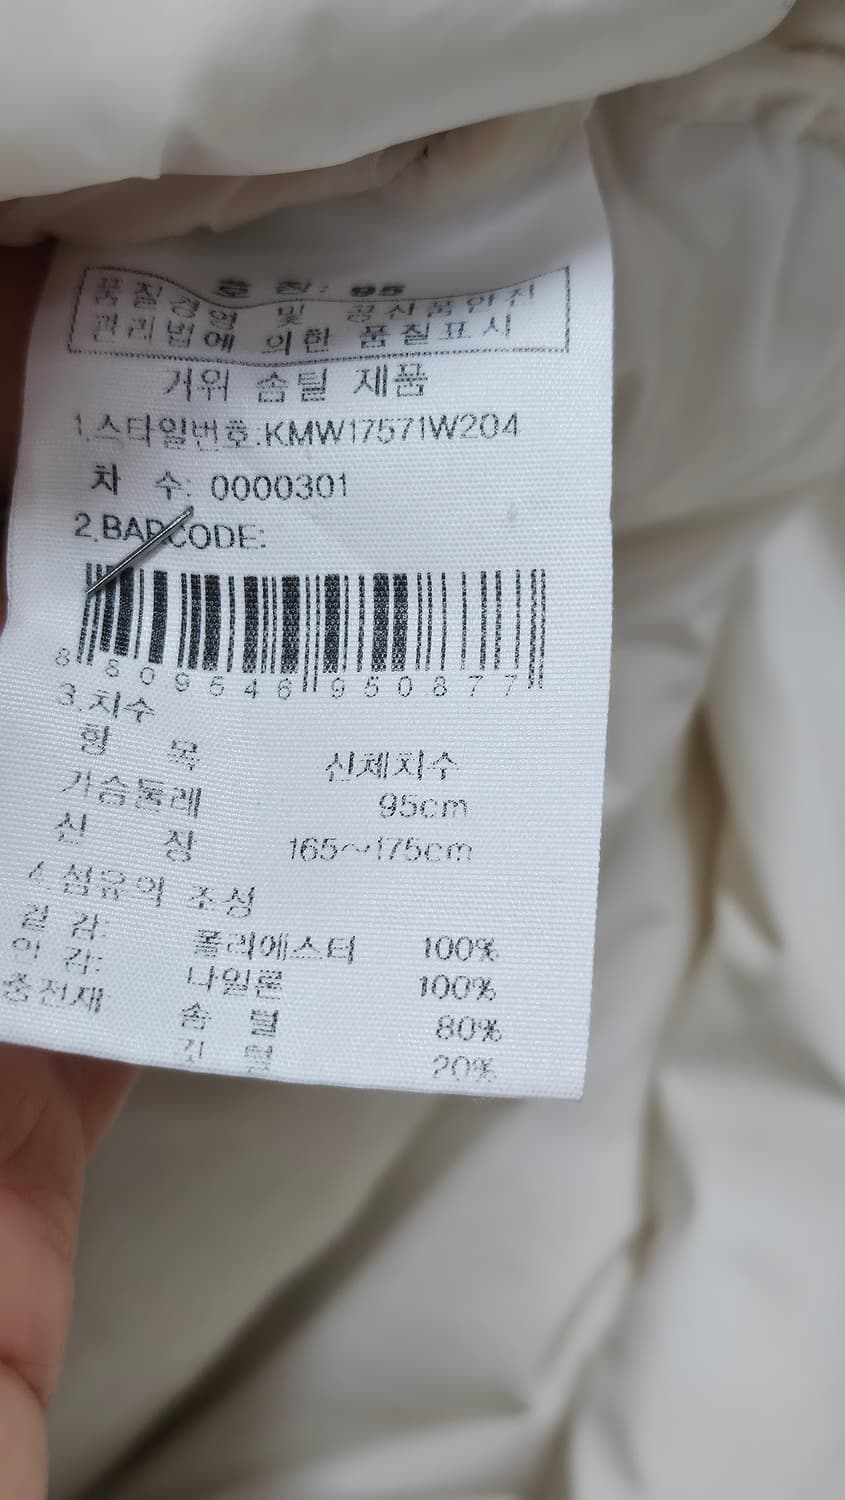 호 칭: 95
품질경영 및 공산품안전
관리법에 의한 품질표시
거위 솜털 제품
1.스타일번호.KMW17571W204
차 수: 0000301
2.BARCODE:
8 809546 950877
3.치수
항 목 신체치수
가슴둘레 95cm
신 장 165~175cm
4.섬유의 조성
겉 감: 폴리에스터 100%
안 감: 나일론 100%
충전재 솜 털 80%
깃 털 20%